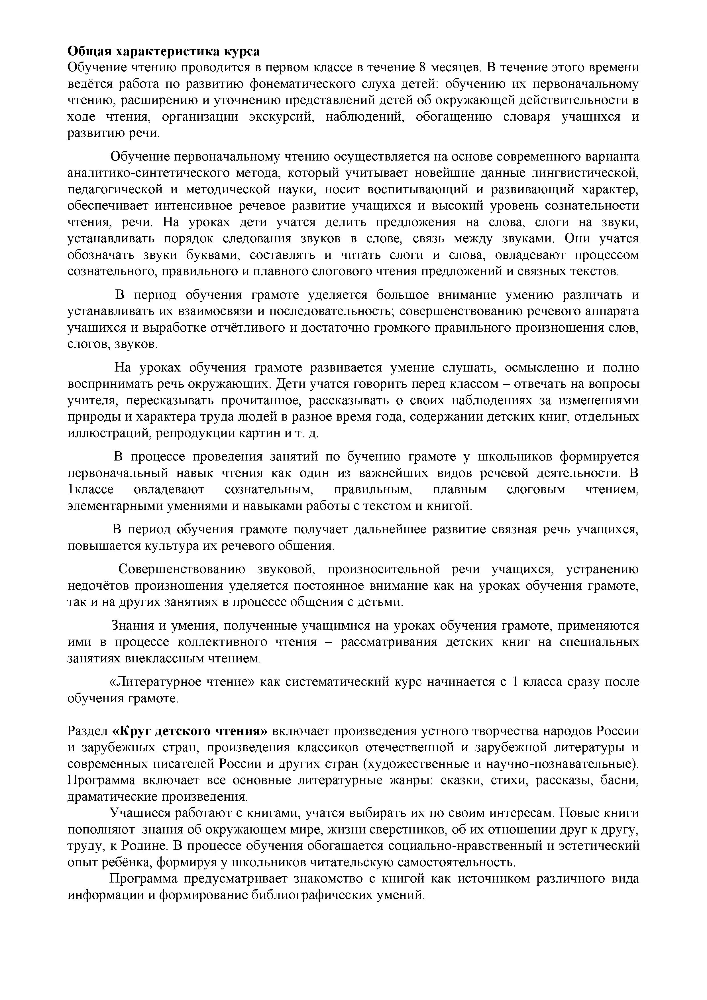 Общая характеристика курса
Обучение чтению проводится в первом классе в течение 8 месяцев. В течение этого времени
ведётся работа по развитию фонематического слуха детей: обучению их первоначальному
чтению, расширению и уточнению представлений детей об окружающей действительности в
ходе чтения, организации экскурсий, наблюдений, обогащению словаря учащихся и
развитию речи.
Обучение первоначальному чтению осуществляется на основе современного варианта
аналитико-синтетического метода, который учитывает новейшие данные лингвистической,
педагогической и методической науки, носит воспитывающий и развивающий характер,
обеспечивает интенсивное речевое развитие учащихся и высокий уровень сознательности
чтения, речи. На уроках дети учатся делить предложения на слова, слоги на звуки,
устанавливать порядок следования звуков в слове, связь между звуками. Они учатся
обозначать звуки буквами, составлять и читать слоги и слова, овладевают процессом
сознательного, правильного и плавного слогового чтения предложений и связных текстов.
В период обучения грамоте уделяется большое внимание умению различать и
устанавливать их взаимосвязи и последовательность; совершенствованию речевого аппарата
учащихся и выработке отчётливого и достаточно громкого правильного произношения слов,
слогов, звуков.
На уроках обучения грамоте развивается умение слушать, осмысленно и полно
воспринимать речь окружающих. Дети учатся говорить перед классом – отвечать на вопросы
учителя, пересказывать прочитанное, рассказывать о своих наблюдениях за изменениями
природы и характера труда людей в разное время года, содержании детских книг, отдельных
иллюстраций, репродукции картин и т. д.
В процессе проведения занятий по бучению грамоте у школьников формируется
первоначальный навык чтения как один из важнейших видов речевой деятельности. В
1классе овладевают сознательным, правильным, плавным слоговым чтением,
элементарными умениями и навыками работы с текстом и книгой.
В период обучения грамоте получает дальнейшее развитие связная речь учащихся,
повышается культура их речевого общения.
Совершенствованию звуковой, произносительной речи учащихся, устранению
недочётов произношения уделяется постоянное внимание как на уроках обучения грамоте,
так и на других занятиях в процессе общения с детьми.
Знания и умения, полученные учащимися на уроках обучения грамоте, применяются
ими в процессе коллективного чтения – рассматривания детских книг на специальных
занятиях внеклассным чтением.
«Литературное чтение» как систематический курс начинается с 1 класса сразу после
обучения грамоте.
Раздел «Круг детского чтения» включает произведения устного творчества народов России
и зарубежных стран, произведения классиков отечественной и зарубежной литературы и
современных писателей России и других стран (художественные и научно-познавательные).
Программа включает все основные литературные жанры: сказки, стихи, рассказы, басни,
драматические произведения.
Учащиеся работают с книгами, учатся выбирать их по своим интересам. Новые книги
пополняют знания об окружающем мире, жизни сверстников, об их отношении друг к другу,
труду, к Родине. В процессе обучения обогащается социально-нравственный и эстетический
опыт ребёнка, формируя у школьников читательскую самостоятельность.
Программа предусматривает знакомство с книгой как источником различного вида
информации и формирование библиографических умений.